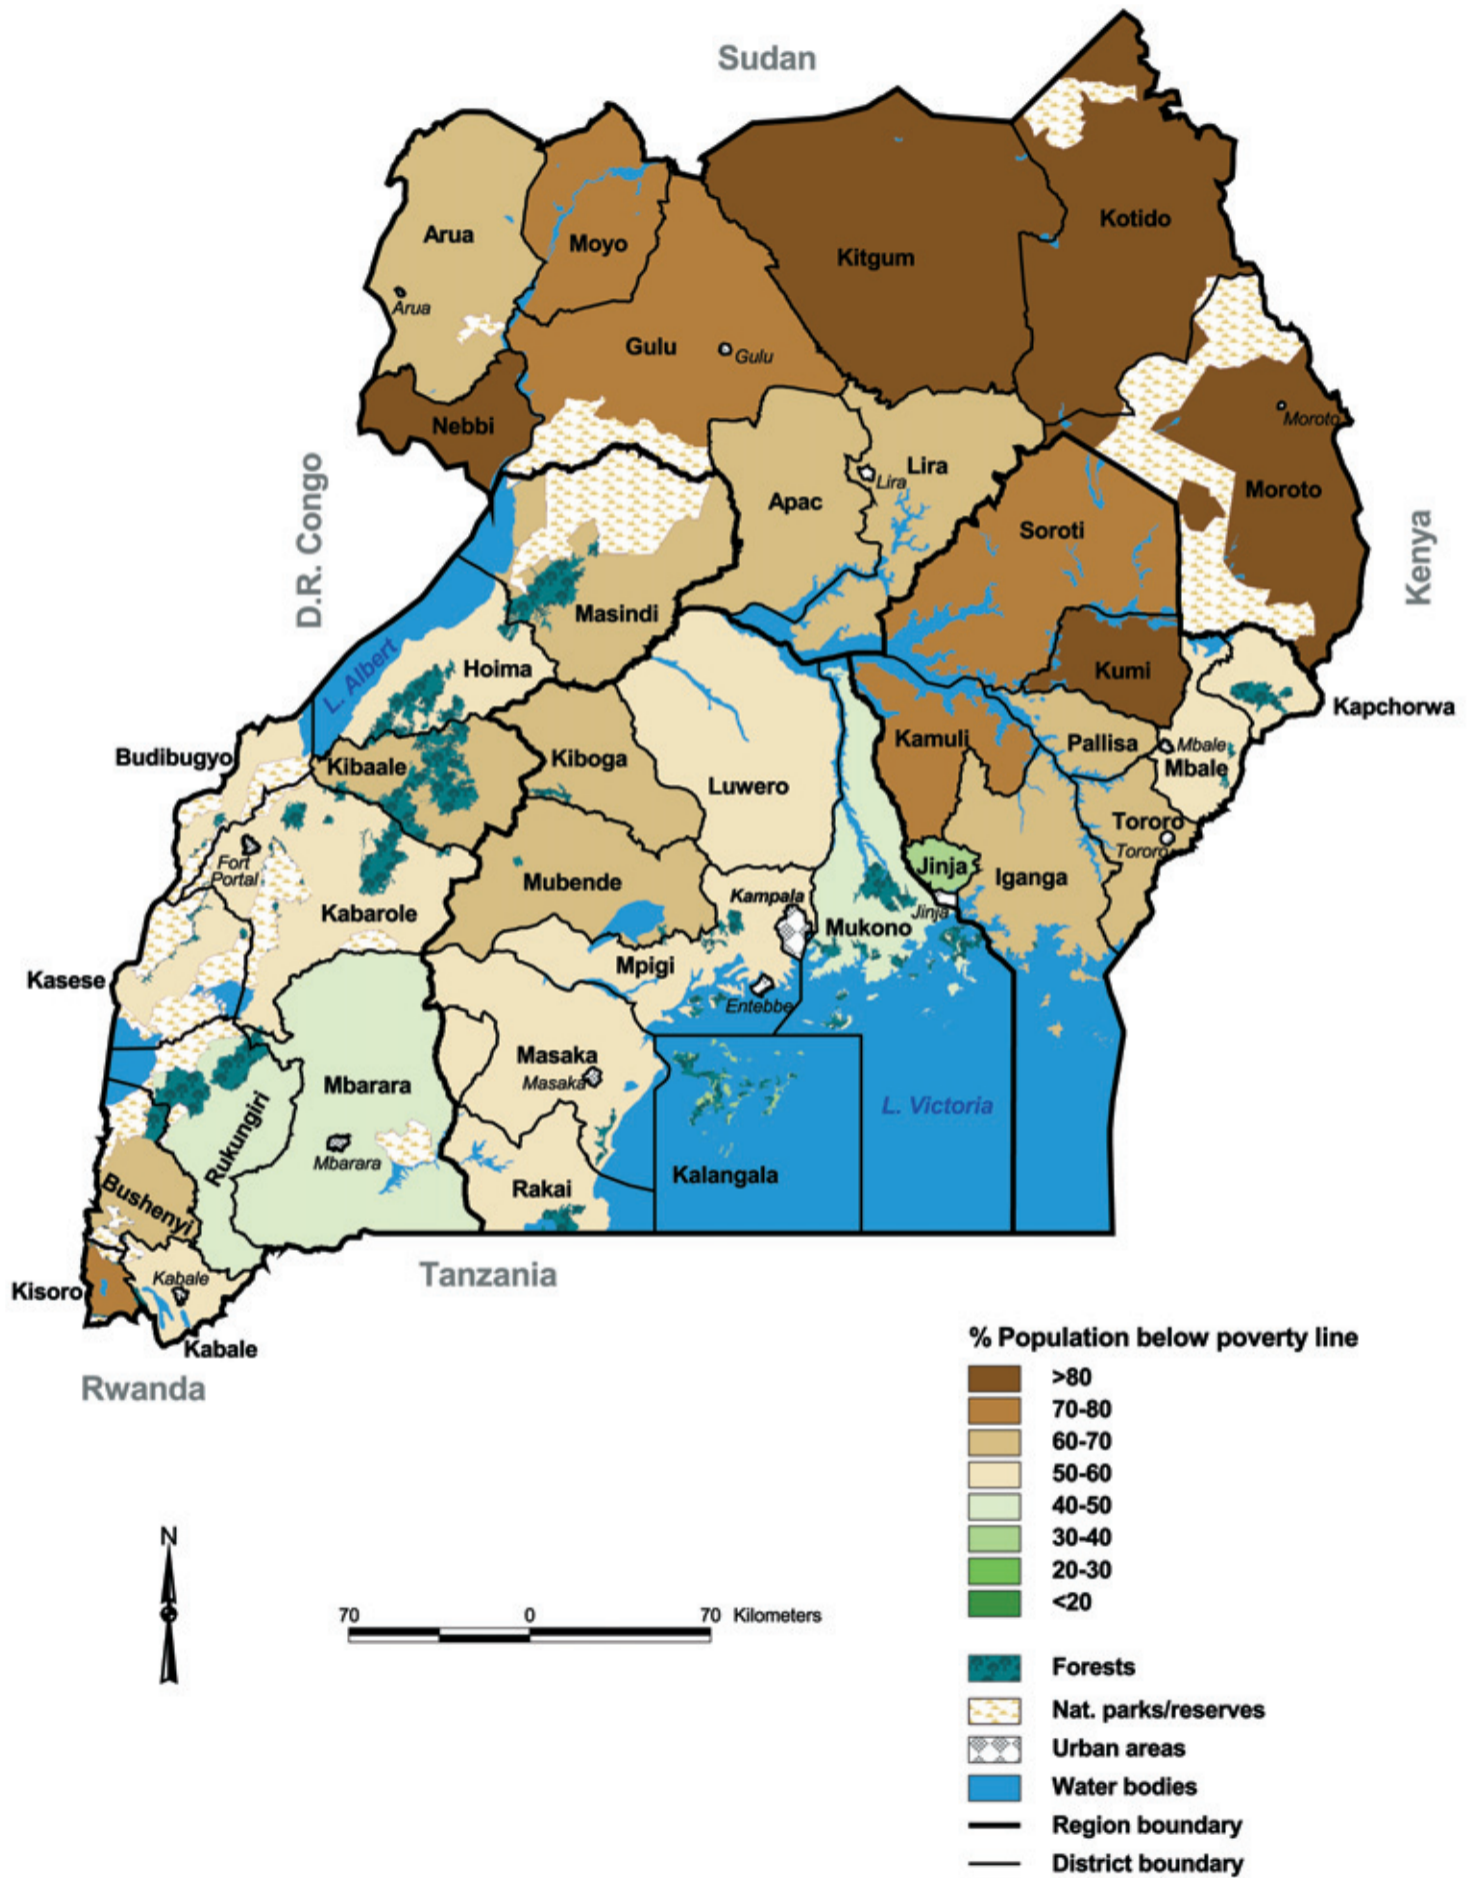 Sudan
Arua
Moyo
Kotido
Kitgum
Arua
Gulu
Gulu
Nebbi
Moroto
D.R. Congo
Lira
Lira
Apac
Moroto
Soroti
Kenya
Masindi
Hoima
Kumi
L. Albert
Kapchorwa
Budibugyo
Kibaale
Kiboga
Kamuli
Pallisa
Mbale
Mbale
Luwero
Tororo
Tororo
Fort
Portal
Jinja
Iganga
Mubende
Kampala
Kabarole
Jinja
Mukono
Mpigi
Kasese
Entebbe
Masaka
Masaka
Mbarara
L. Victoria
Rukungiri
Mbarara
Kalangala
Rakai
Bushenyi
Tanzania
Kabale
Kisoro
Kabale
Rwanda
% Population below poverty line
>80
70-80
60-70
50-60
40-50
30-40
20-30
<20
N
70 0 70 Kilometers
Forests
Nat. parks/reserves
Urban areas
Water bodies
Region boundary
District boundary